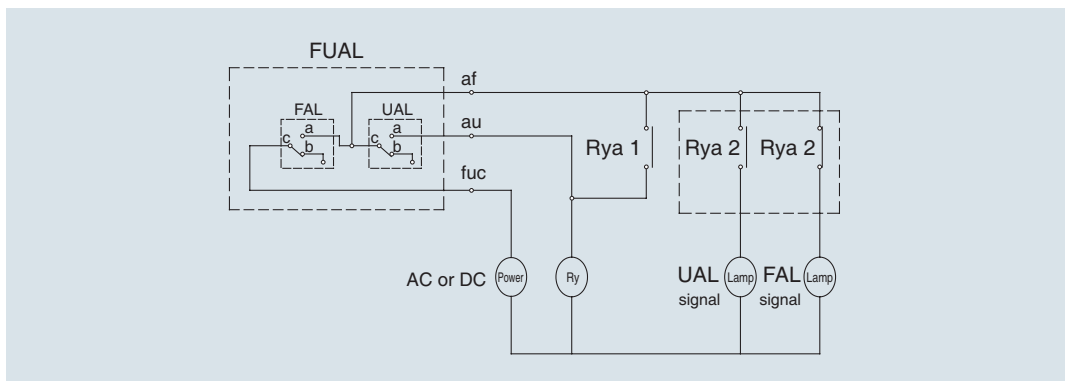 FUAL
af
FAL
UAL
a
a
au
c
c
b
b
Rya 1
Rya 2
Rya 2
fuc
AC or DC
Power
Ry
UAL
Lamp
FAL
Lamp
signal
signal